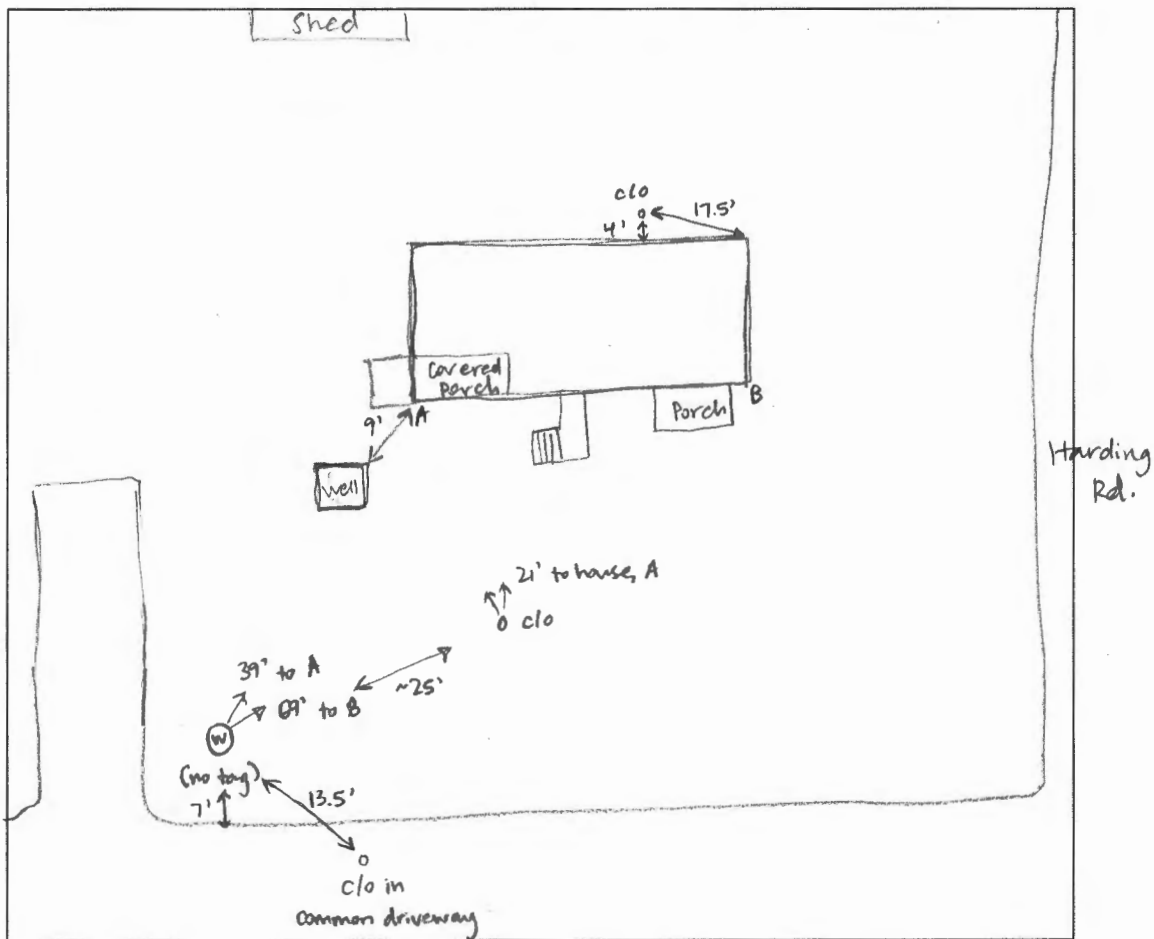 Shed
c/o
17.5'
4'
Covered
Porch
A
9'
Porch
B
Well
Harding
Rd.
21' to house, A
c/o
~25'
39' to A
69' to B
W
(no tag)
7'
13.5'
c/o in
common driveway